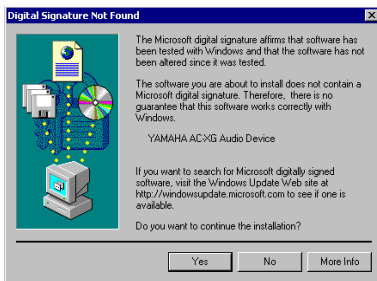 Digital Signature Not Found
The Microsoft digital signature affirms that software has
been tested with Windows and that the software has not
been altered since it was tested.
The software you are about to install does not contain a
Microsoft digital signature. Therefore, there is no
guarantee that this software works correctly with
Windows.
YAMAHA AC-XG Audio Device
If you want to search for Microsoft digitally signed
software, visit the Windows Update Web site at
http://windowsupdate.microsoft.com to see if one is
available.
Do you want to continue the installation?
Yes
No
More Info